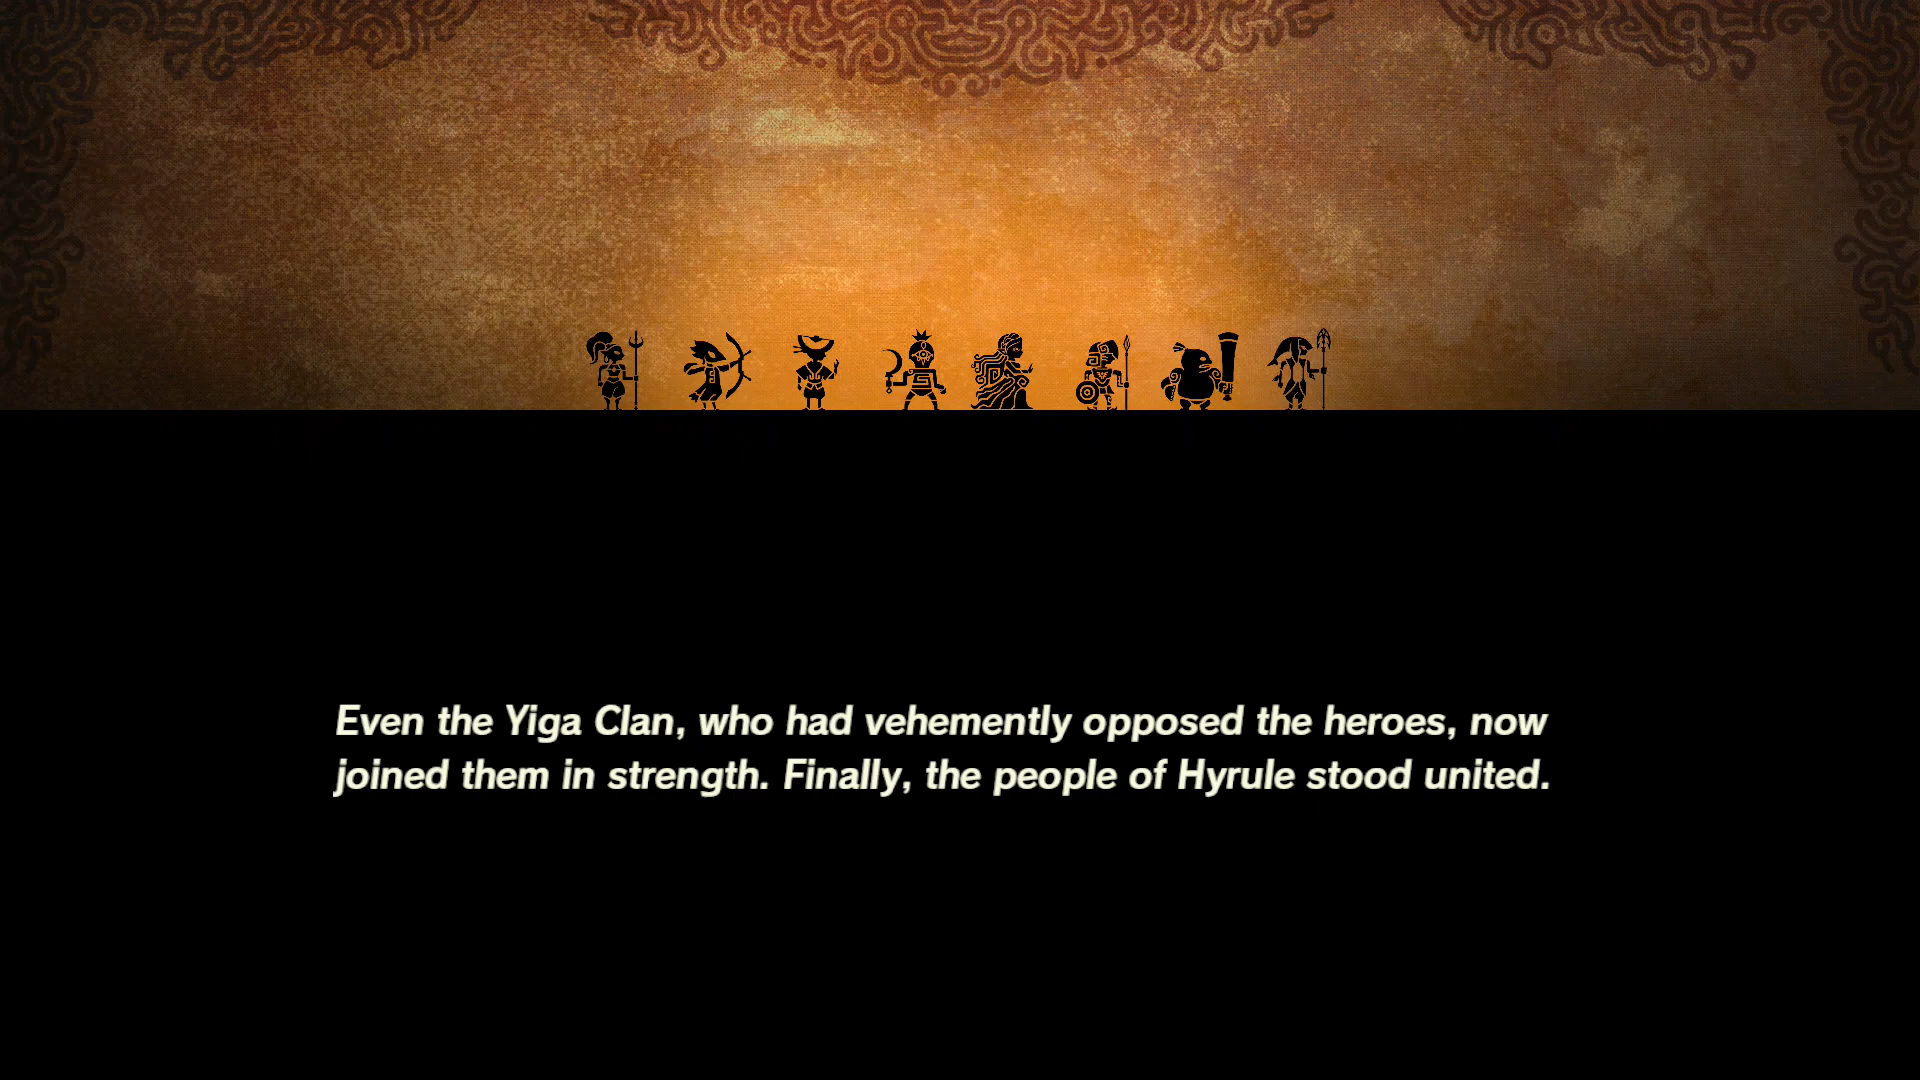 Even the Yiga Clan, who had vehemently opposed the heroes, now
joined them in strength. Finally, the people of Hyrule stood united.